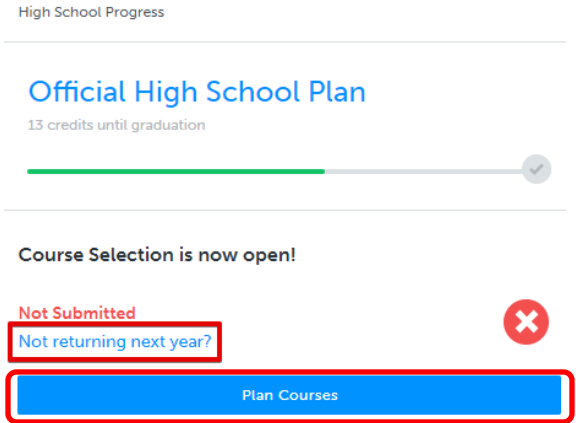 High School Progress
Official High School Plan
13 credits until graduation
Course Selection is now open!
Not Submitted
Not returning next year?
Plan Courses